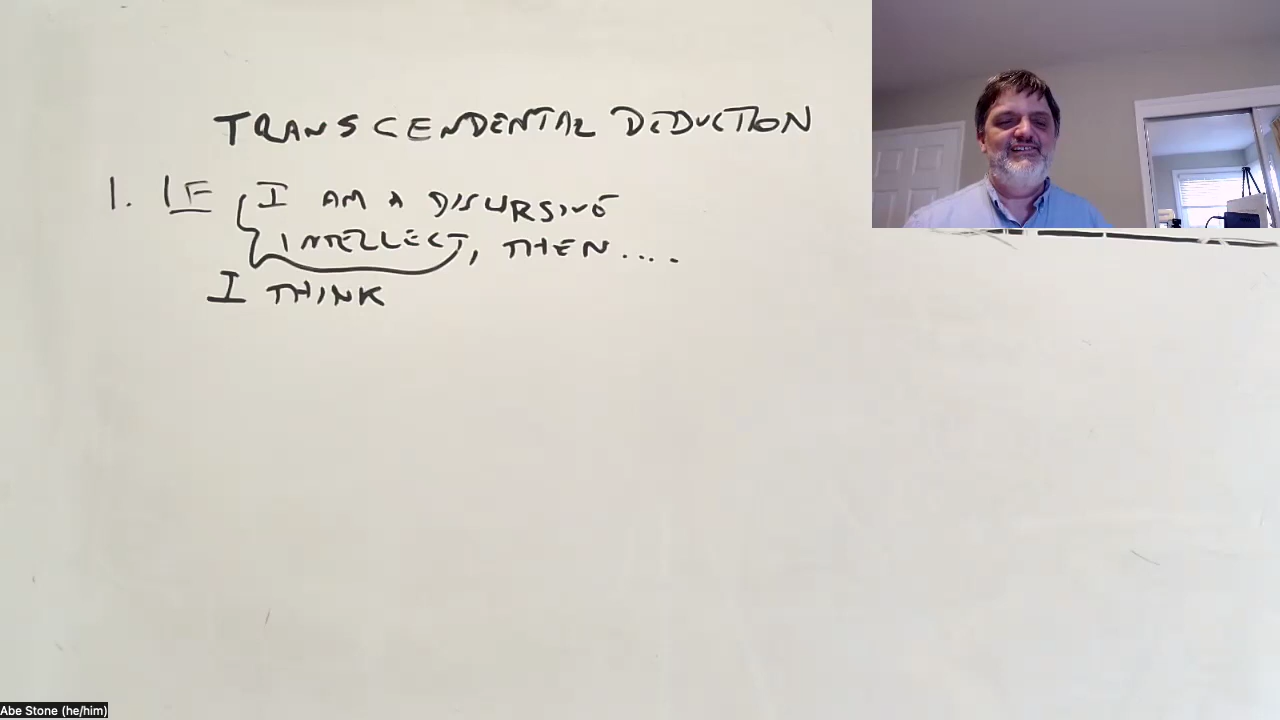 TRANSCENDENTAL DEDUCTION
1. IF I AM A DISCURSIVE
INTELLECT, THEN....
I THINK
Abe Stone (he/him)